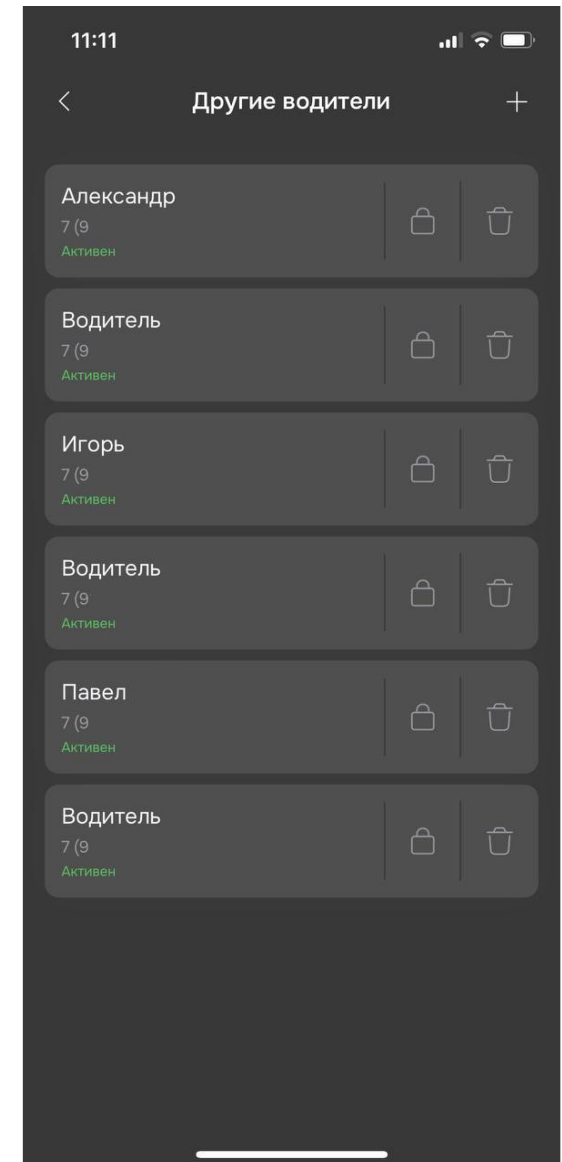 11:11
Другие водители
Александр
7 (9
Активен
Водитель
7 (9
Активен
Игорь
7 (9
Активен
Водитель
7 (9
Активен
Павел
7 (9
Активен
Водитель
7 (9
Активен